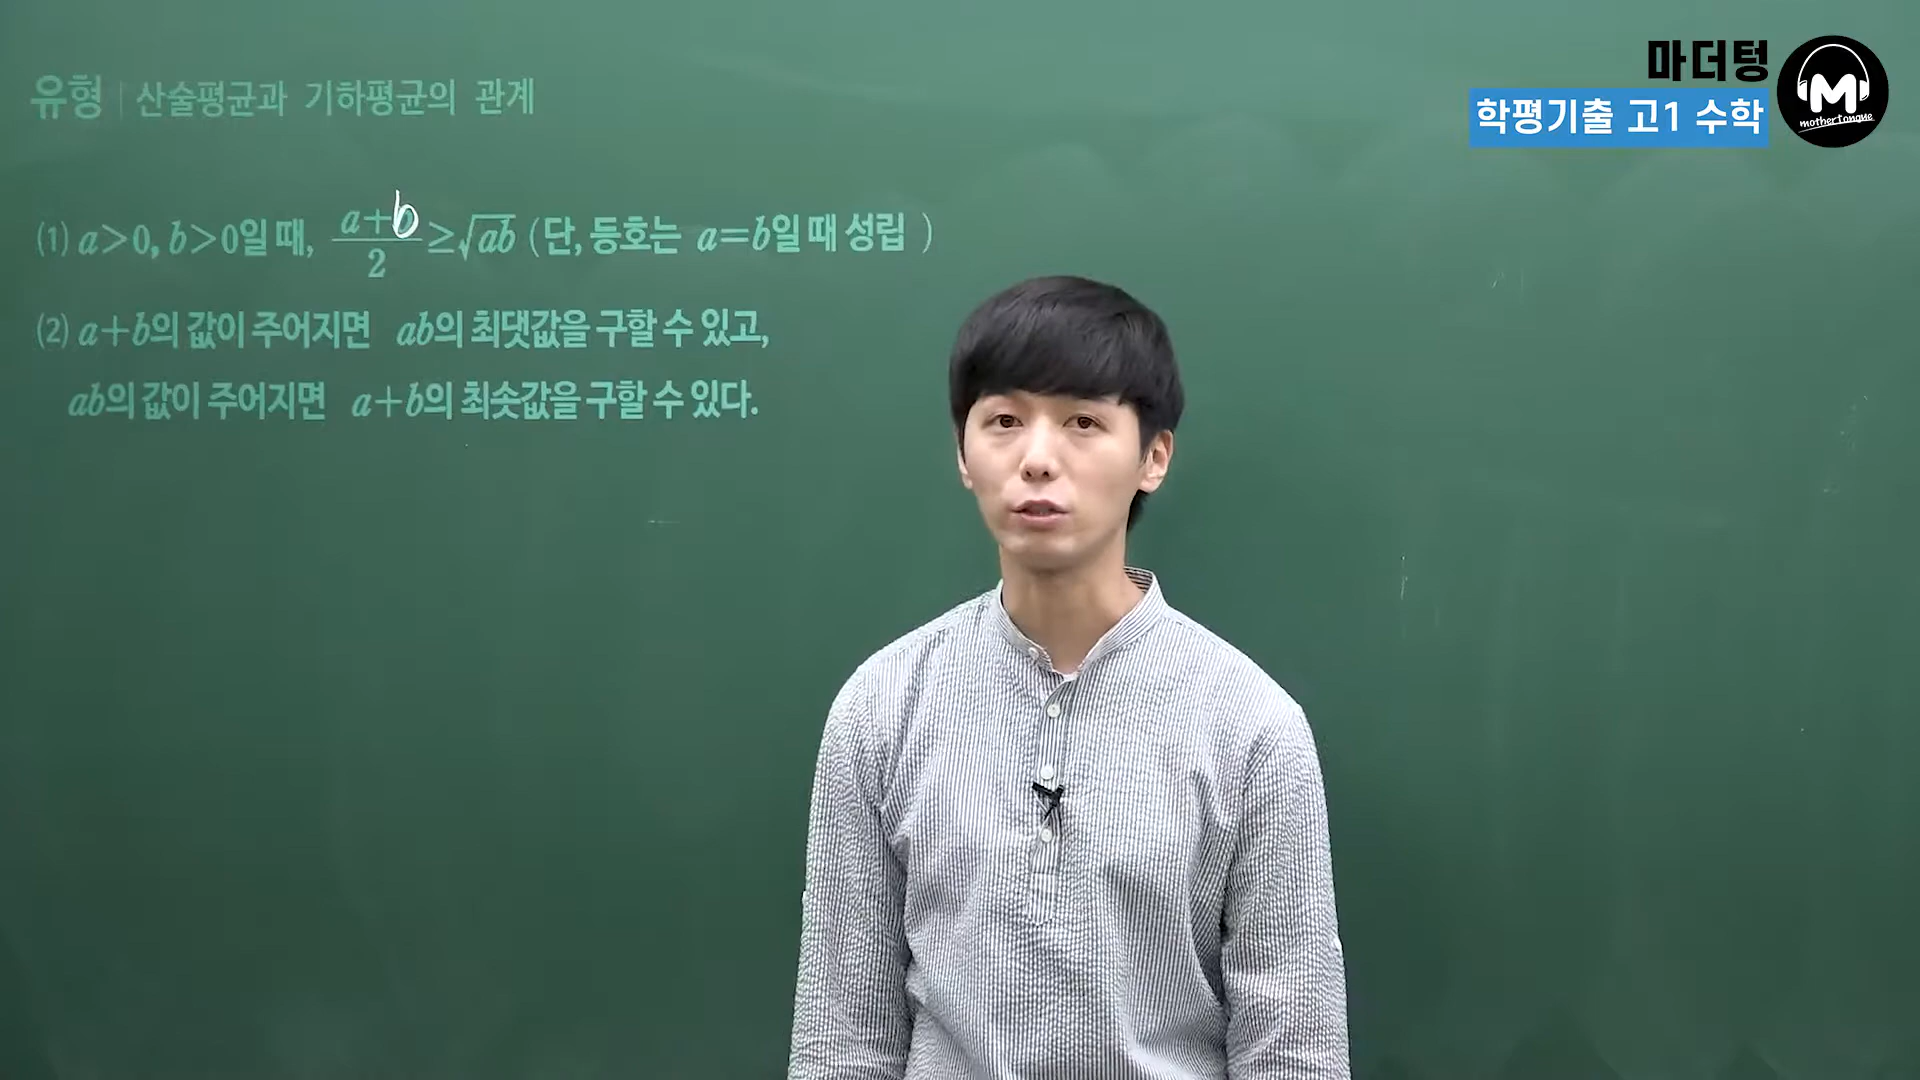 유형 | 산술평균과 기하평균의 관계
(1) a>0, b>0일 때, \frac{a+b}{2}≥√ab (단, 등호는 a=b일 때 성립 )
(2) a+b의 값이 주어지면 ab의 최댓값을 구할 수 있고,
ab의 값이 주어지면 a+b의 최솟값을 구할 수 있다.
마더텅
학평기출 고1 수학
M
mothertongue